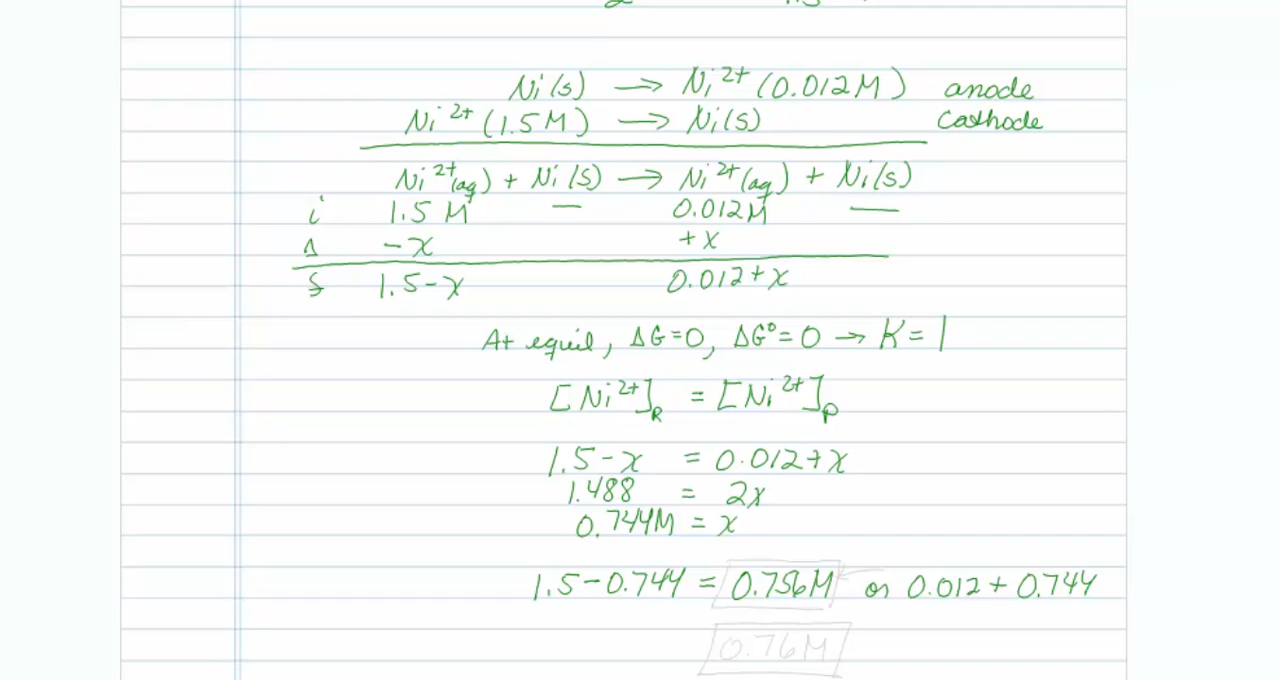 Ni(s) → Ni²⁺ (0.012M) anode
Ni²⁺ (1.5 M) → Ni(s) cathode
Ni²⁺(aq) + Ni(s) → Ni²⁺(aq) + Ni(s)
i 1.5 M — 0.012M —
Δ -x +x
f 1.5-x 0.012+x
At equil, ΔG=0, ΔG°=0 → K=1
[Ni²⁺]R = [Ni²⁺]P
1.5-x = 0.012+x
1.488 = 2x
0.744M = x
1.5-0.744 = 0.756M or 0.012+0.744
0.76M